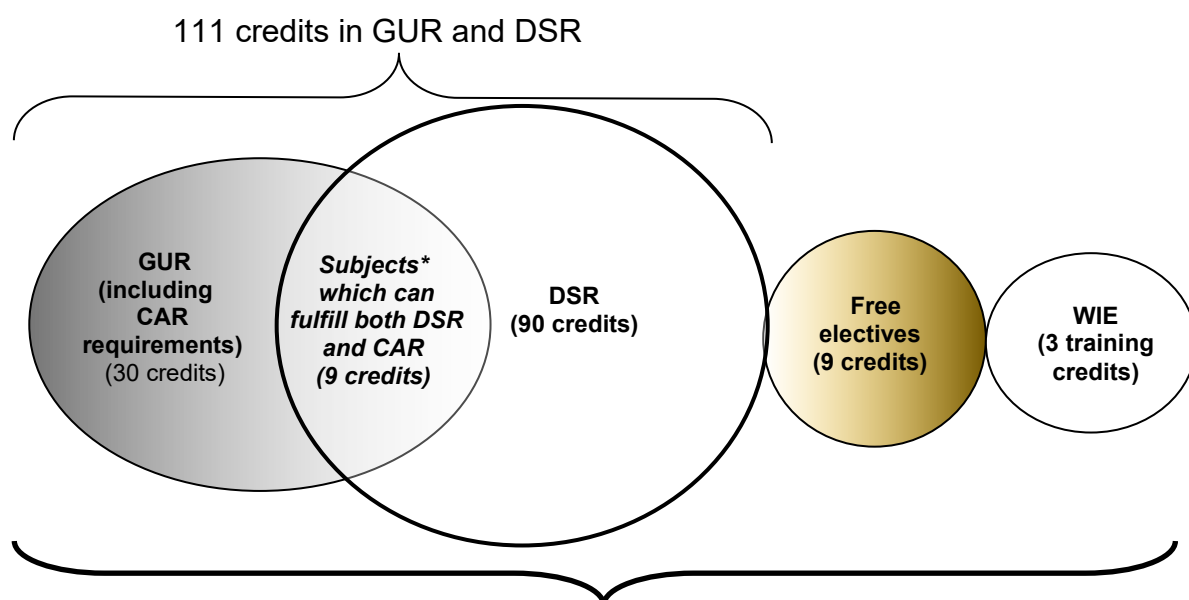 111 credits in GUR and DSR
GUR
(including
CAR
requirements)
(30 credits)
Subjects*
which can
fulfill both DSR
and CAR
(9 credits)
DSR
(90 credits)
Free
electives
(9 credits)
WIE
(3 training
credits)